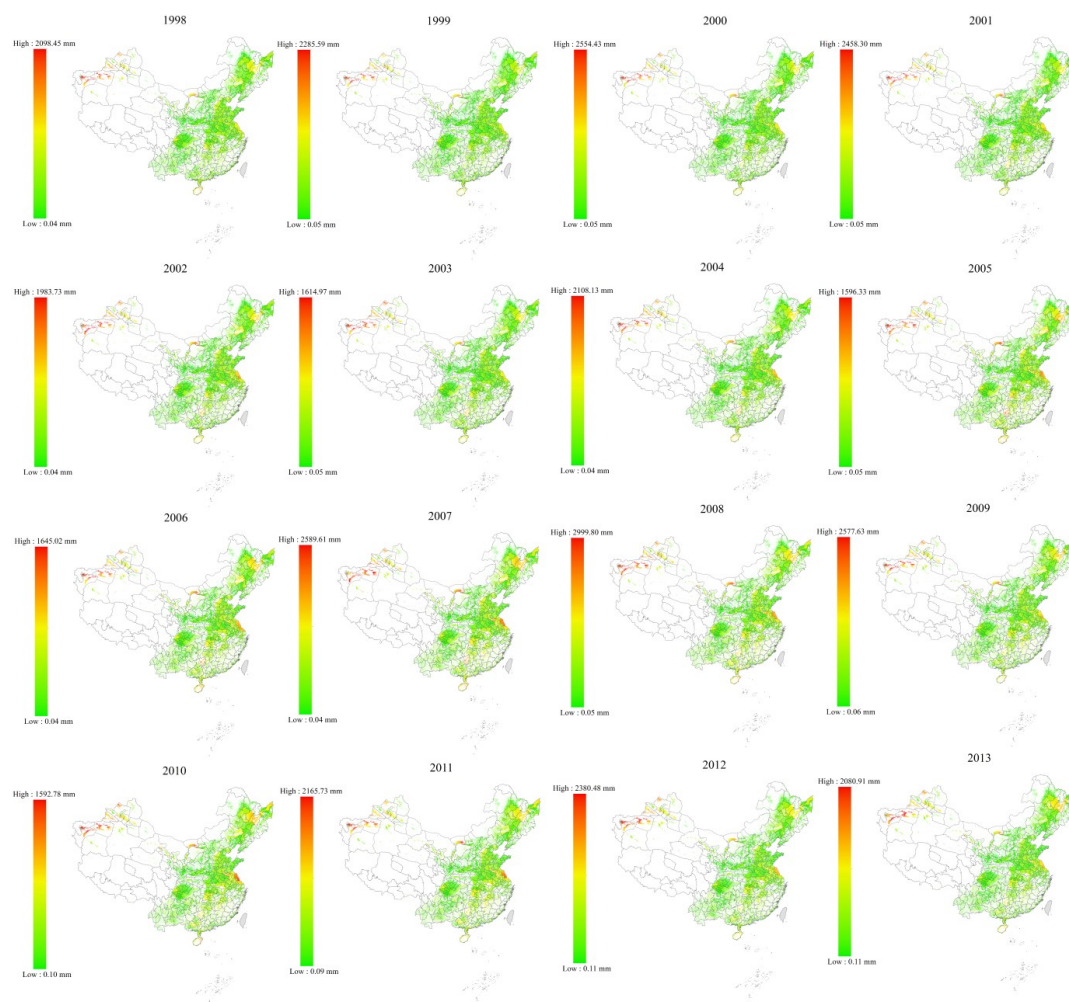 1998
1999
2000
2001
High : 2098.45 mm
High : 2285.59 mm
High : 2554.43 mm
High : 2458.30 mm
Low : 0.04 mm
Low : 0.05 mm
Low : 0.05 mm
Low : 0.05 mm
2002
2003
2004
2005
High : 1983.73 mm
High : 1614.97 mm
High : 2108.13 mm
High : 1596.33 mm
Low : 0.04 mm
Low : 0.05 mm
Low : 0.04 mm
Low : 0.05 mm
2006
2007
2008
2009
High : 1645.02 mm
High : 2589.61 mm
High : 2999.80 mm
High : 2577.63 mm
Low : 0.04 mm
Low : 0.04 mm
Low : 0.05 mm
Low : 0.06 mm
2010
2011
2012
2013
High : 1592.78 mm
High : 2165.73 mm
High : 2380.48 mm
High : 2080.91 mm
Low : 0.10 mm
Low : 0.09 mm
Low : 0.11 mm
Low : 0.11 mm